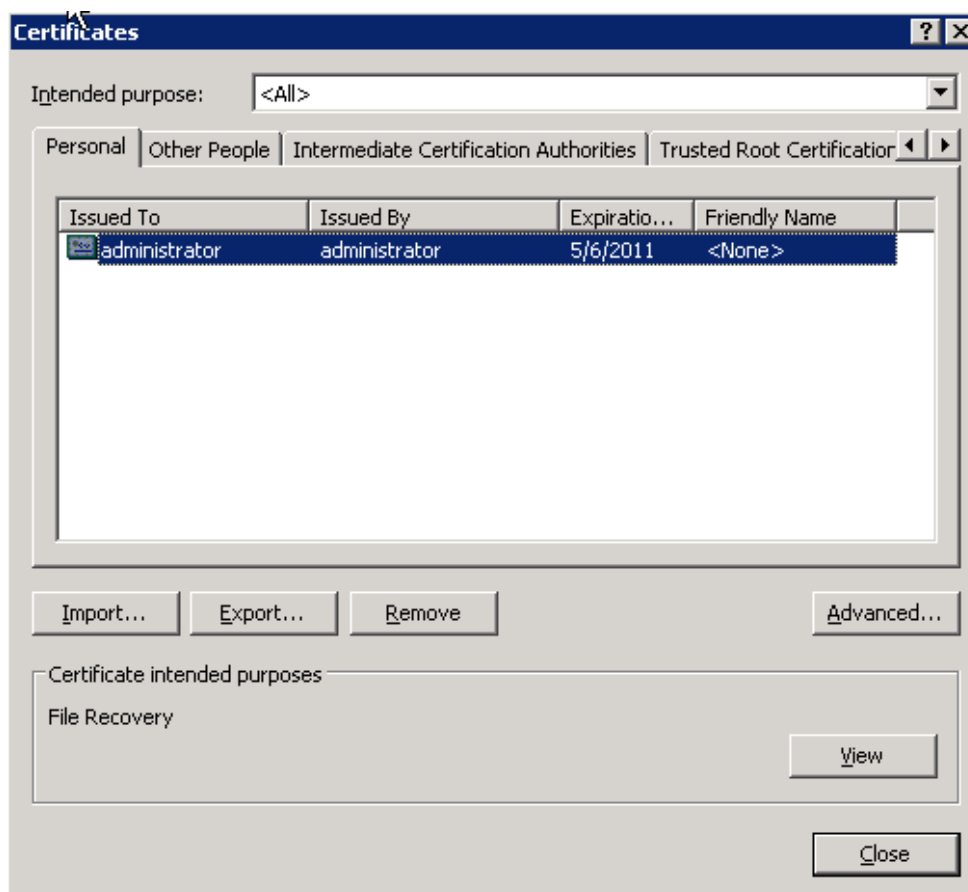 Certificates
Intended purpose: <All>
Personal Other People Intermediate Certification Authorities Trusted Root Certification
Issued To Issued By Expiratio... Friendly Name
administrator administrator 5/6/2011 <None>
Import... Export... Remove Advanced...
Certificate intended purposes
File Recovery
View
Close